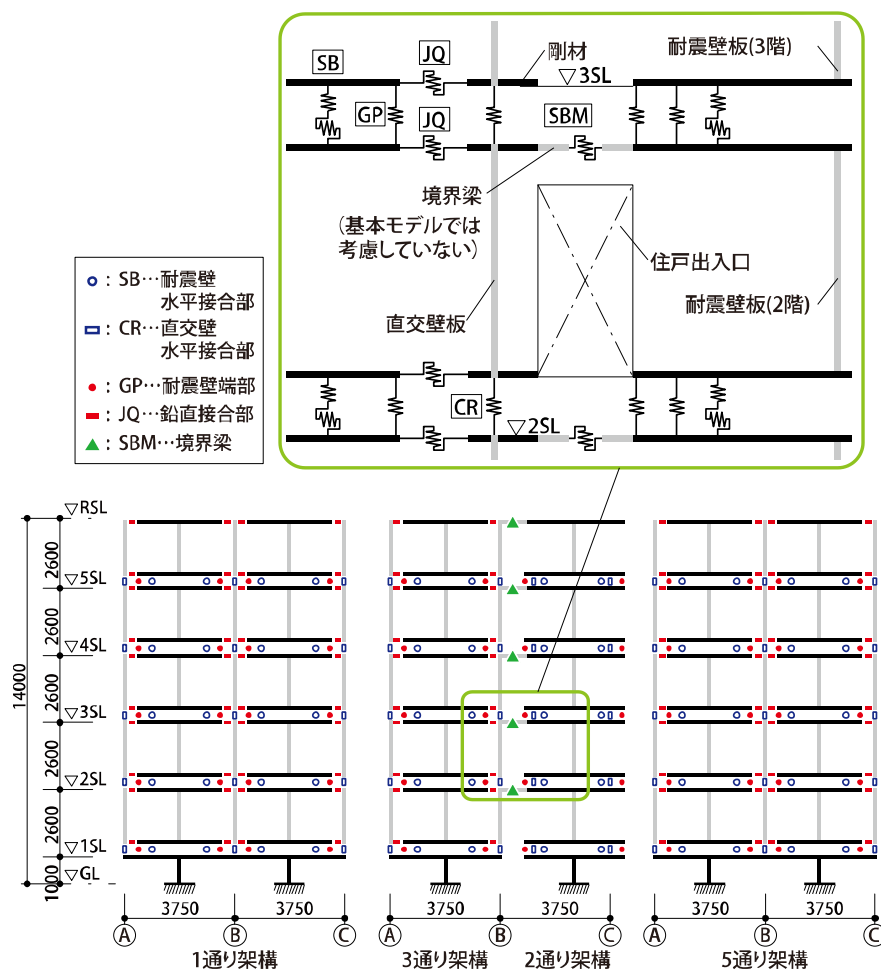 SB
JQ
剛材
耐震壁板(3階)
▽3SL
GP
JQ
SBM
境界梁
(基本モデルでは
考慮していない)
住戸出入口
直交壁板
耐震壁板(2階)
CR
▽2SL
: SB…耐震壁
水平接合部
: CR…直交壁
水平接合部
: GP…耐震壁端部
: JQ…鉛直接合部
: SBM…境界梁
▽RSL
2600
▽5SL
2600
▽4SL
14000
2600
▽3SL
2600
▽2SL
2600
▽1SL
1000
▽GL
3750 3750 3750 3750 3750 3750
A B C A B C A B C
1通り架構 3通り架構 2通り架構 5通り架構